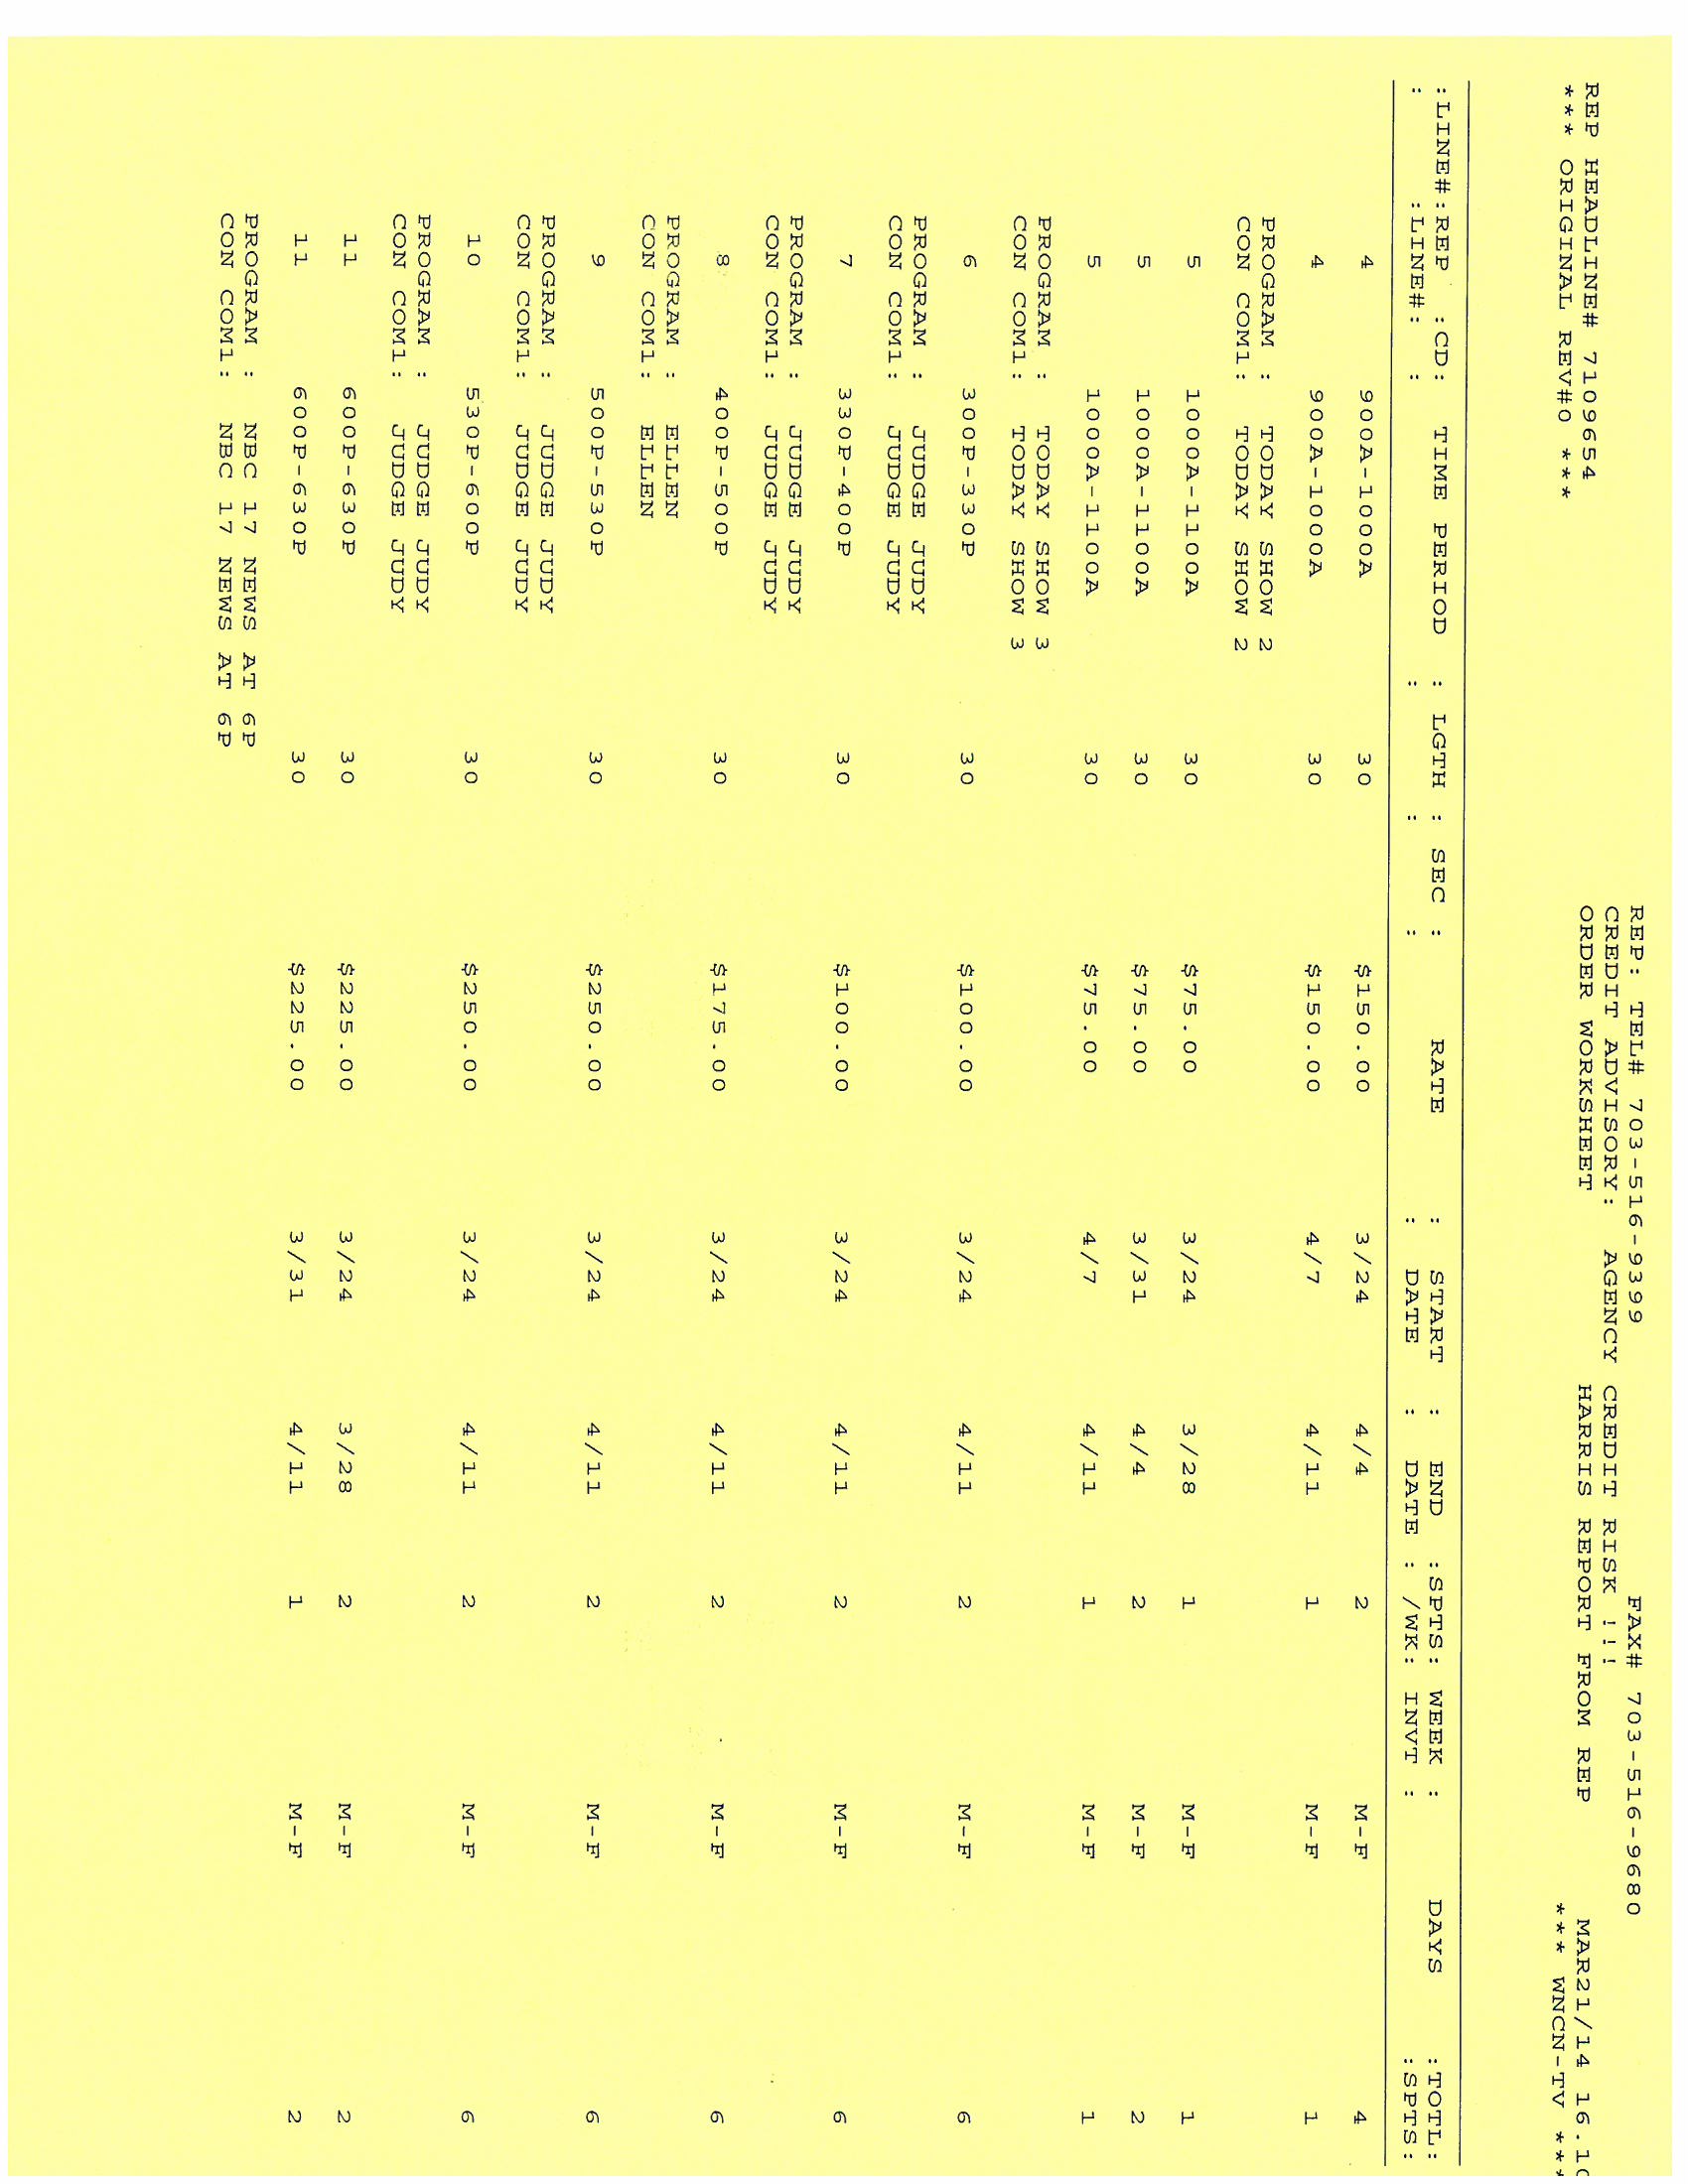 REP: TEL# 703-516-9399 FAX# 703-516-9680
CREDIT ADVISORY: AGENCY CREDIT RISK !!!
REP HEADLINE# 7109654 ORDER WORKSHEET HARRIS REPORT FROM REP MAR21/14 16.10
*** ORIGINAL REV#0 *** *** WNCN-TV ***
:LINE#:REP :CD: TIME PERIOD : LGTH : SEC : RATE : START : END :SPTS: WEEK : DAYS :TOTL:
: :LINE#: : : : : : DATE : DATE : /WK: INVT : :SPTS:
4 900A-1000A 30 $150.00 3/24 4/4 2 M-F 4
4 900A-1000A 30 $150.00 4/7 4/11 1 M-F 1
PROGRAM : TODAY SHOW 2
CON COM1: TODAY SHOW 2
5 1000A-1100A 30 $75.00 3/24 3/28 1 M-F 1
5 1000A-1100A 30 $75.00 3/31 4/4 2 M-F 2
5 1000A-1100A 30 $75.00 4/7 4/11 1 M-F 1
PROGRAM : TODAY SHOW 3
CON COM1: TODAY SHOW 3
6 300P-330P 30 $100.00 3/24 4/11 2 M-F 6
PROGRAM : JUDGE JUDY
CON COM1: JUDGE JUDY
7 330P-400P 30 $100.00 3/24 4/11 2 M-F 6
PROGRAM : JUDGE JUDY
CON COM1: JUDGE JUDY
8 400P-500P 30 $175.00 3/24 4/11 2 M-F 6
PROGRAM : ELLEN
CON COM1: ELLEN
9 500P-530P 30 $250.00 3/24 4/11 2 M-F 6
PROGRAM : JUDGE JUDY
CON COM1: JUDGE JUDY
10 530P-600P 30 $250.00 3/24 4/11 2 M-F 6
PROGRAM : JUDGE JUDY
CON COM1: JUDGE JUDY
11 600P-630P 30 $225.00 3/24 3/28 2 M-F 2
11 600P-630P 30 $225.00 3/31 4/11 1 M-F 2
PROGRAM : NBC 17 NEWS AT 6P
CON COM1: NBC 17 NEWS AT 6P